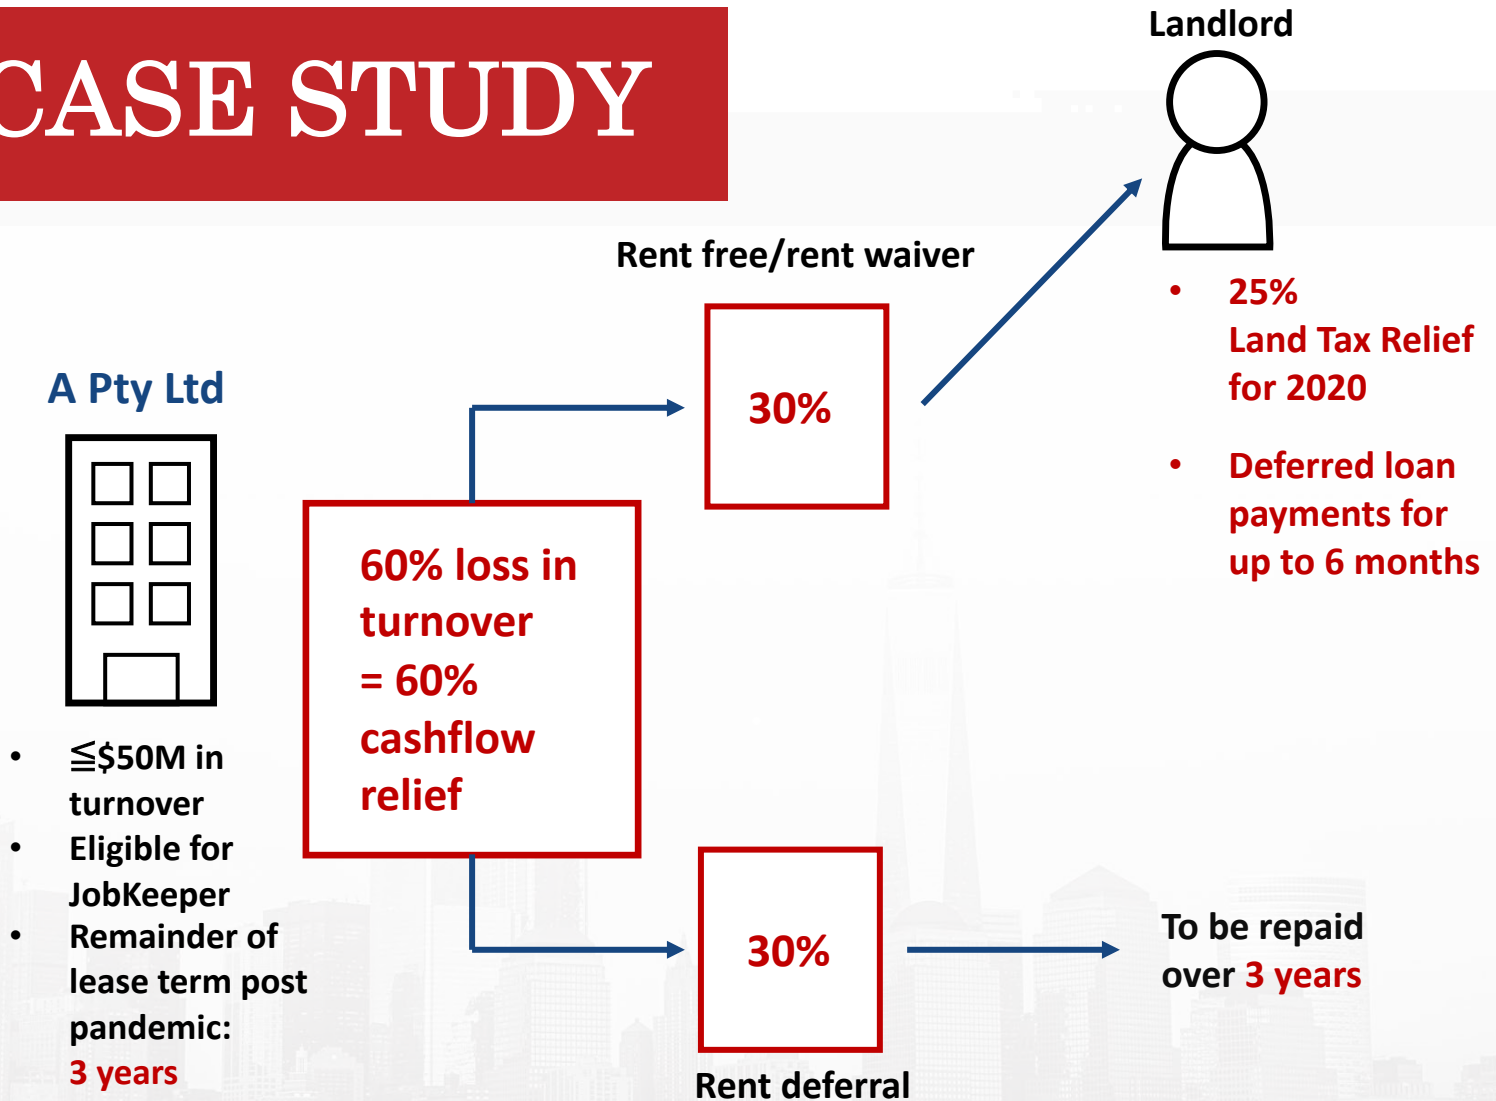 CASE STUDY
Landlord
Rent free/rent waiver
30%
• 25%
Land Tax Relief
for 2020
• Deferred loan
payments for
up to 6 months
A Pty Ltd
60% loss in
turnover
= 60%
cashflow
relief
• ≦$50M in
turnover
• Eligible for
JobKeeper
• Remainder of
lease term post
pandemic:
3 years
30%
Rent deferral
To be repaid
over 3 years